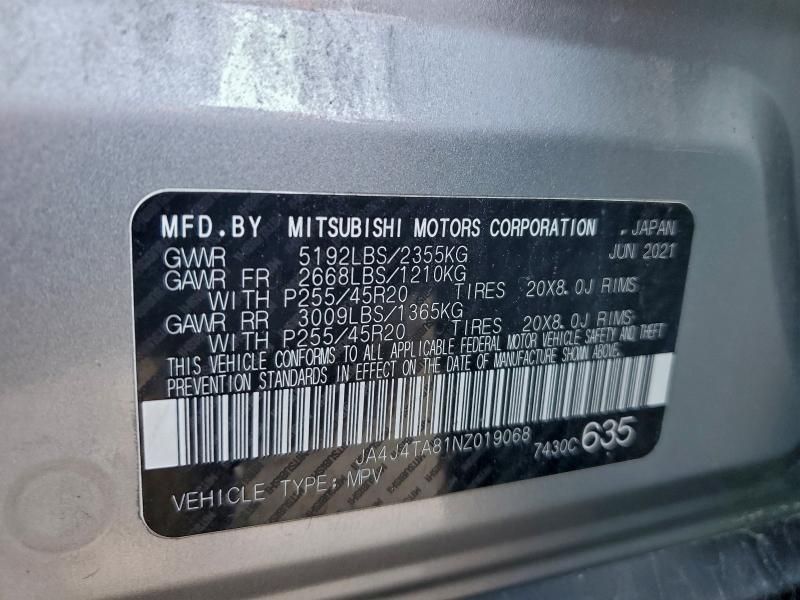 MFD.BY MITSUBISHI MOTORS CORPORATION . JAPAN
GVWR 5192LBS/2355KG JUN 2021
GAWR FR 2668LBS/1210KG
WITH P255/45R20 TIRES 20X8.0J RIMS
GAWR RR 3009LBS/1365KG
WITH P255/45R20 TIRES 20X8.0J RIMS
THIS VEHICLE CONFORMS TO ALL APPLICABLE FEDERAL MOTOR VEHICLE SAFETY AND THEFT
PREVENTION STANDARDS IN EFFECT ON THE DATE OF MANUFACTURE SHOWN ABOVE.
JA4J4TA81NZ019068 7430C 635
VEHICLE TYPE: MPV